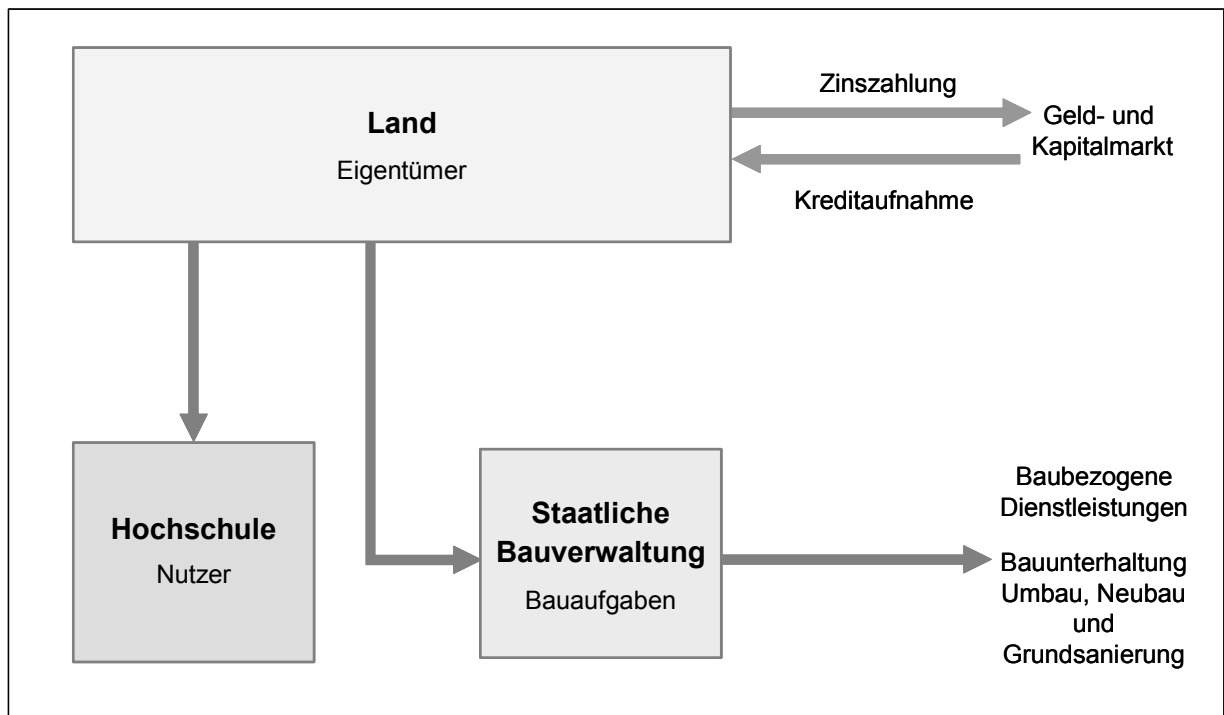 Land
Eigentümer
Zinszahlung
Geld- und
Kapitalmarkt
Kreditaufnahme
Hochschule
Nutzer
Staatliche
Bauverwaltung
Bauaufgaben
Baubezogene
Dienstleistungen
Bauunterhaltung
Umbau, Neubau
und
Grundsanierung